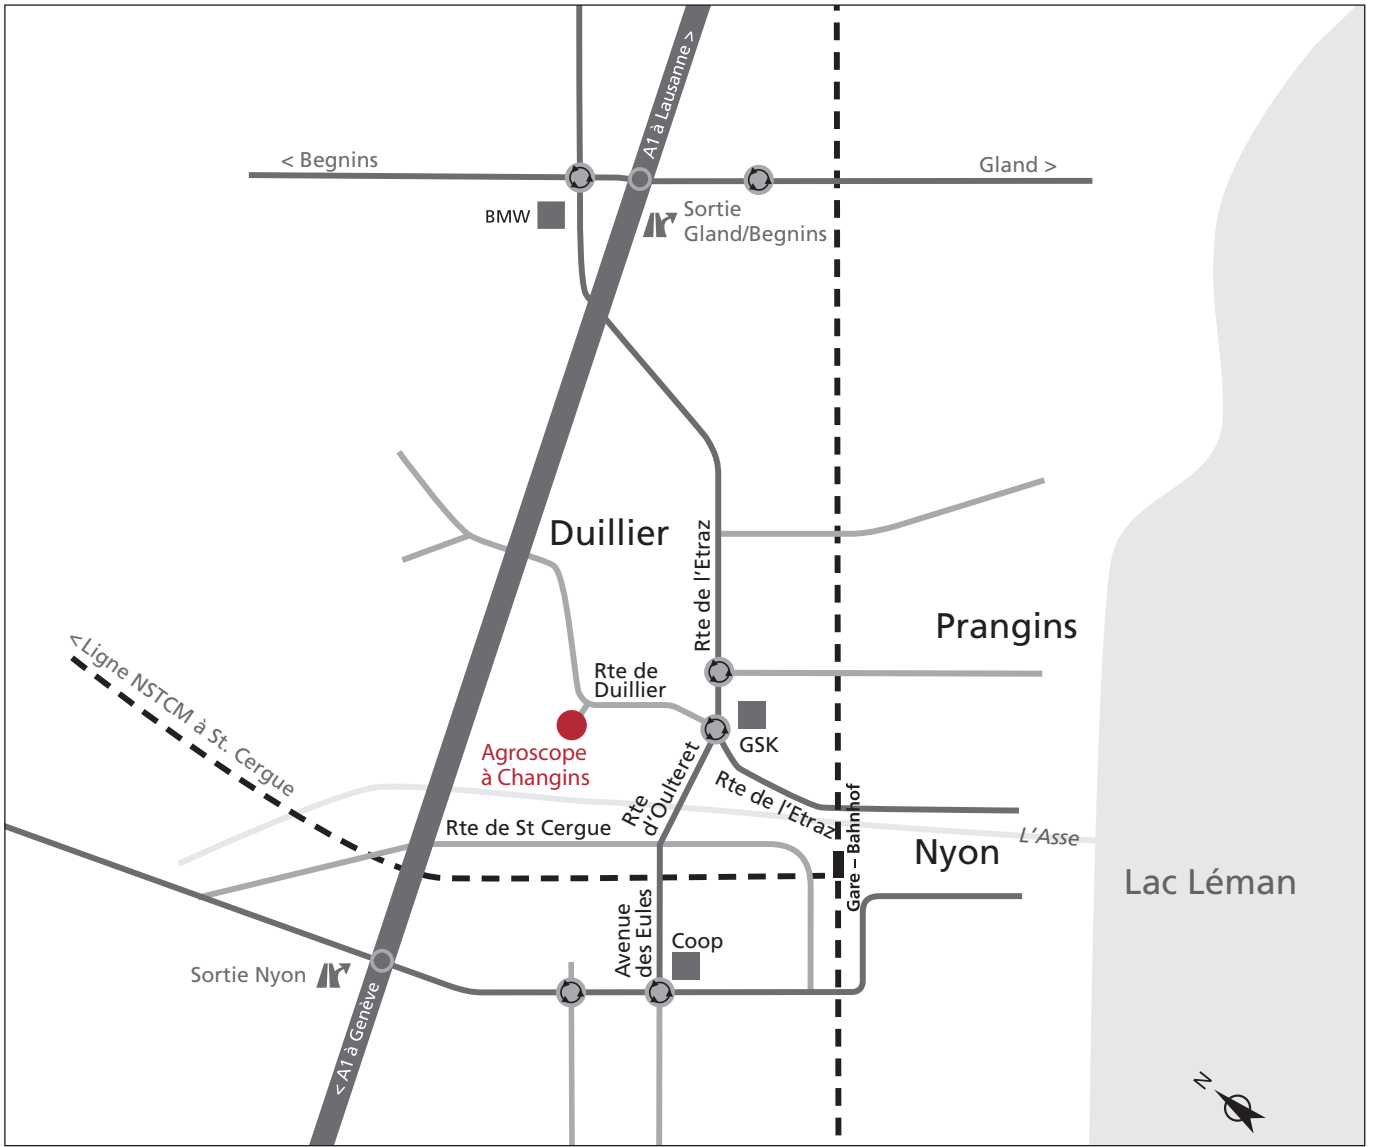 A1 à Lausanne >
< Begnins
Gland >
BMW
Sortie
Gland/Begnins
Duillier
Rte de l'Etraz
Prangins
< Ligne NSTCM à St. Cergue
Rte de
Duillier
GSK
Agroscope
à Changins
Rte
d'Oulteret
Rte de l'Etraz
Gare – Bahnhof
Rte de St Cergue
L'Asse
Nyon
Lac Léman
Avenue
des Eules
Coop
Sortie Nyon
< A1 à Genève
N